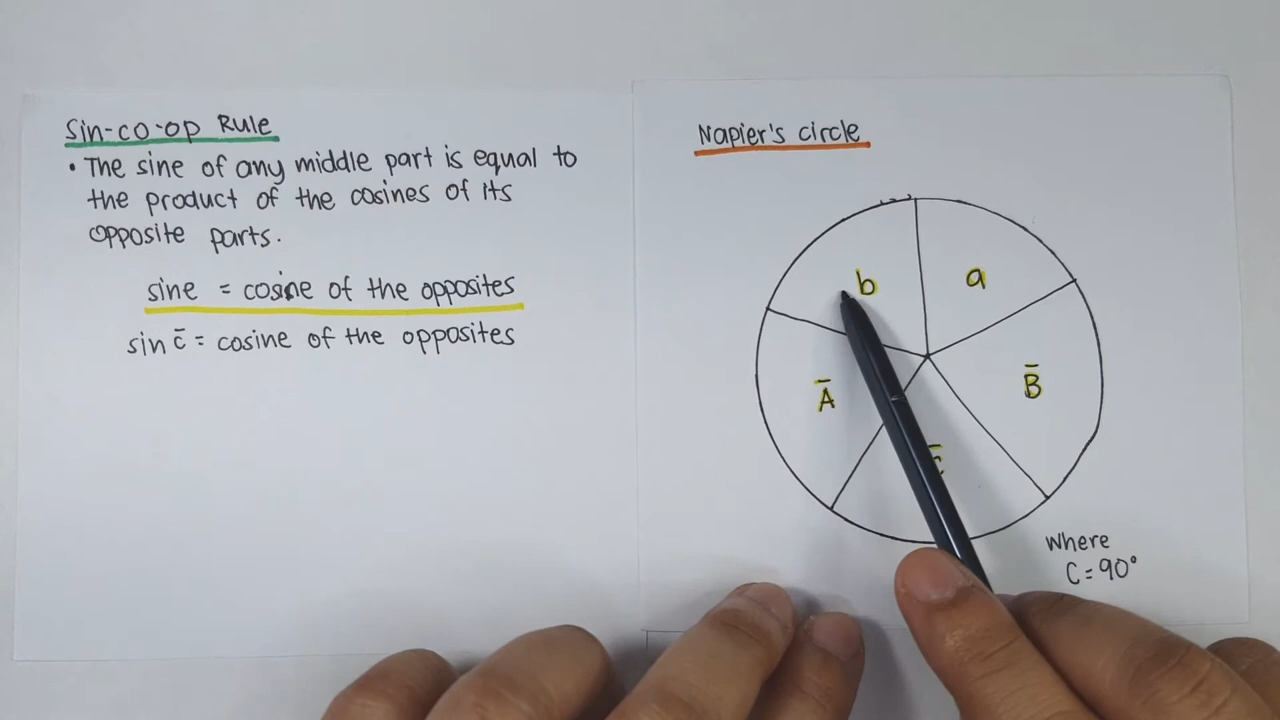 Sin-co-op Rule
• The sine of any middle part is equal to
the product of the cosines of its
opposite parts.
sine = cosine of the opposites
sin c̄ = cosine of the opposites
Napier's circle
b
a
Ā
B̄
c̄
Where
C = 90°